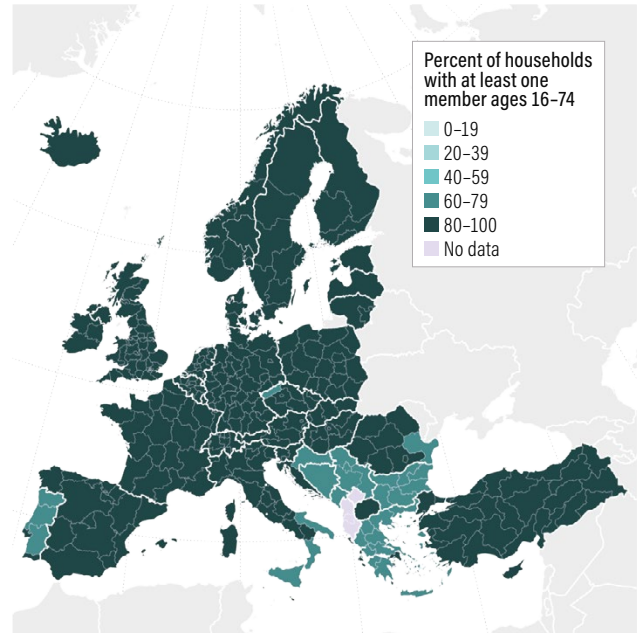 Percent of households
with at least one
member ages 16–74
0–19
20–39
40–59
60–79
80–100
No data